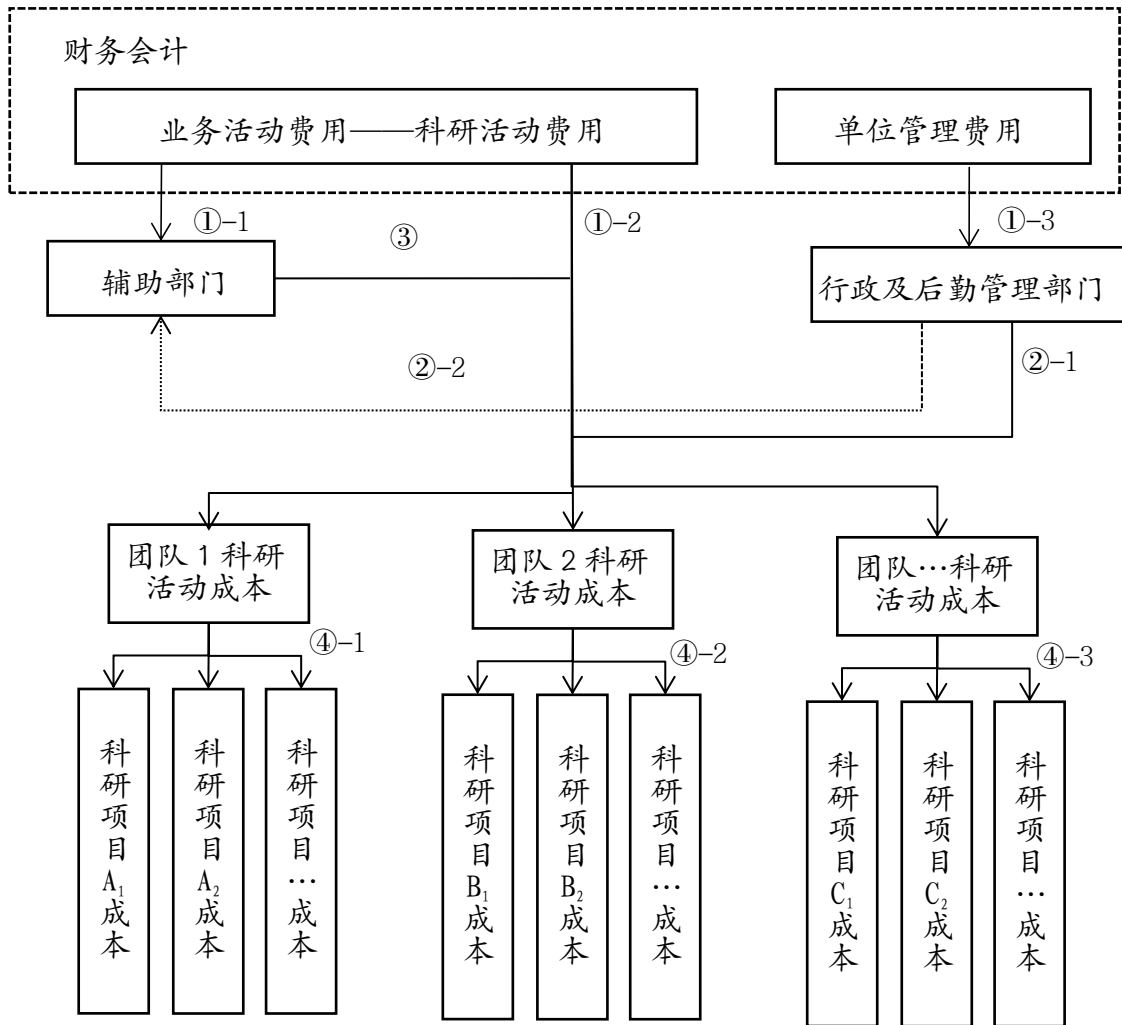 财务会计
业务活动费用——科研活动费用
单位管理费用
①-1
③
①-2
①-3
辅助部门
行政及后勤管理部门
②-2
②-1
团队1科研
活动成本
团队2科研
活动成本
团队…科研
活动成本
④-1
④-2
④-3
科研项目A₁成本
科研项目A₂成本
科研项目…成本
科研项目B₁成本
科研项目B₂成本
科研项目…成本
科研项目C₁成本
科研项目C₂成本
科研项目…成本